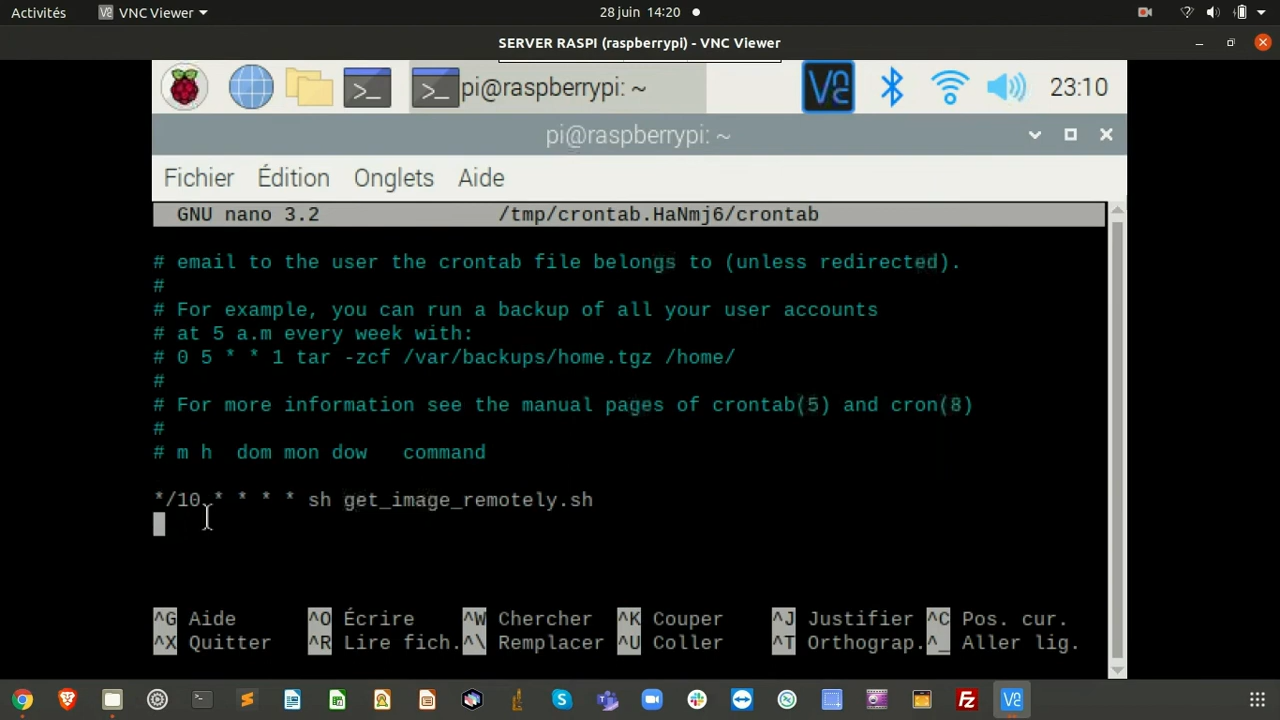 Activités VNC Viewer 28 juin 14:20
SERVER RASPI (raspberrypi) - VNC Viewer
pi@raspberrypi: ~ 23:10
pi@raspberrypi: ~
Fichier Édition Onglets Aide
GNU nano 3.2 /tmp/crontab.HaNmj6/crontab
# email to the user the crontab file belongs to (unless redirected).
#
# For example, you can run a backup of all your user accounts
# at 5 a.m every week with:
# 0 5 * * 1 tar -zcf /var/backups/home.tgz /home/
#
# For more information see the manual pages of crontab(5) and cron(8)
#
# m h  dom mon dow   command
*/10 * * * * sh get_image_remotely.sh
^G Aide ^O Écrire ^W Chercher ^K Couper ^J Justifier ^C Pos. cur.
^X Quitter ^R Lire fich. ^\ Remplacer ^U Coller ^T Orthograp. ^_ Aller lig.